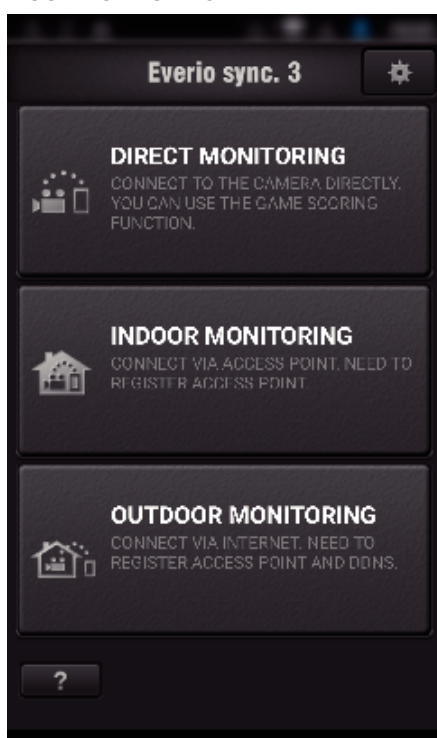 Everio sync. 3
DIRECT MONITORING
CONNECT TO THE CAMERA DIRECTLY.
YOU CAN USE THE GAME SCORING
FUNCTION.
INDOOR MONITORING
CONNECT VIA ACCESS POINT. NEED TO
REGISTER ACCESS POINT.
OUTDOOR MONITORING
CONNECT VIA INTERNET. NEED TO
REGISTER ACCESS POINT AND DDNS.
?